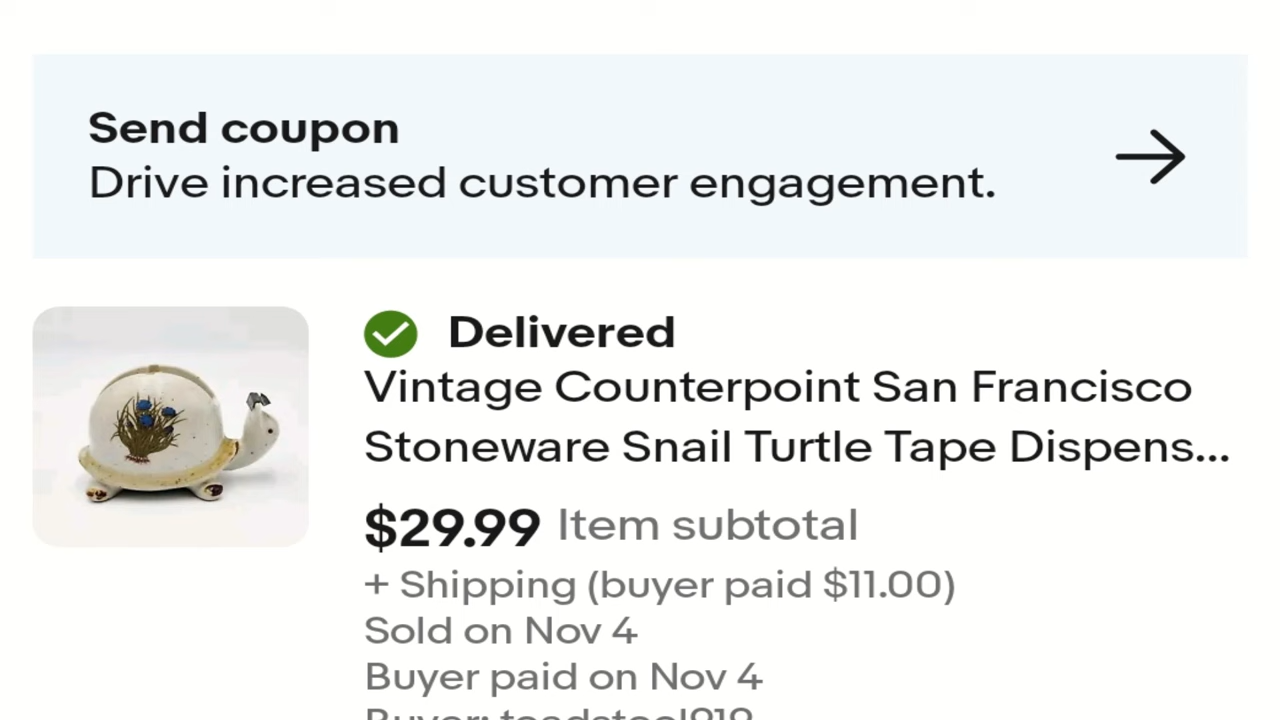 Send coupon
Drive increased customer engagement.
Delivered
Vintage Counterpoint San Francisco
Stoneware Snail Turtle Tape Dispens...
$29.99 Item subtotal
+ Shipping (buyer paid $11.00)
Sold on Nov 4
Buyer paid on Nov 4
Buyer: